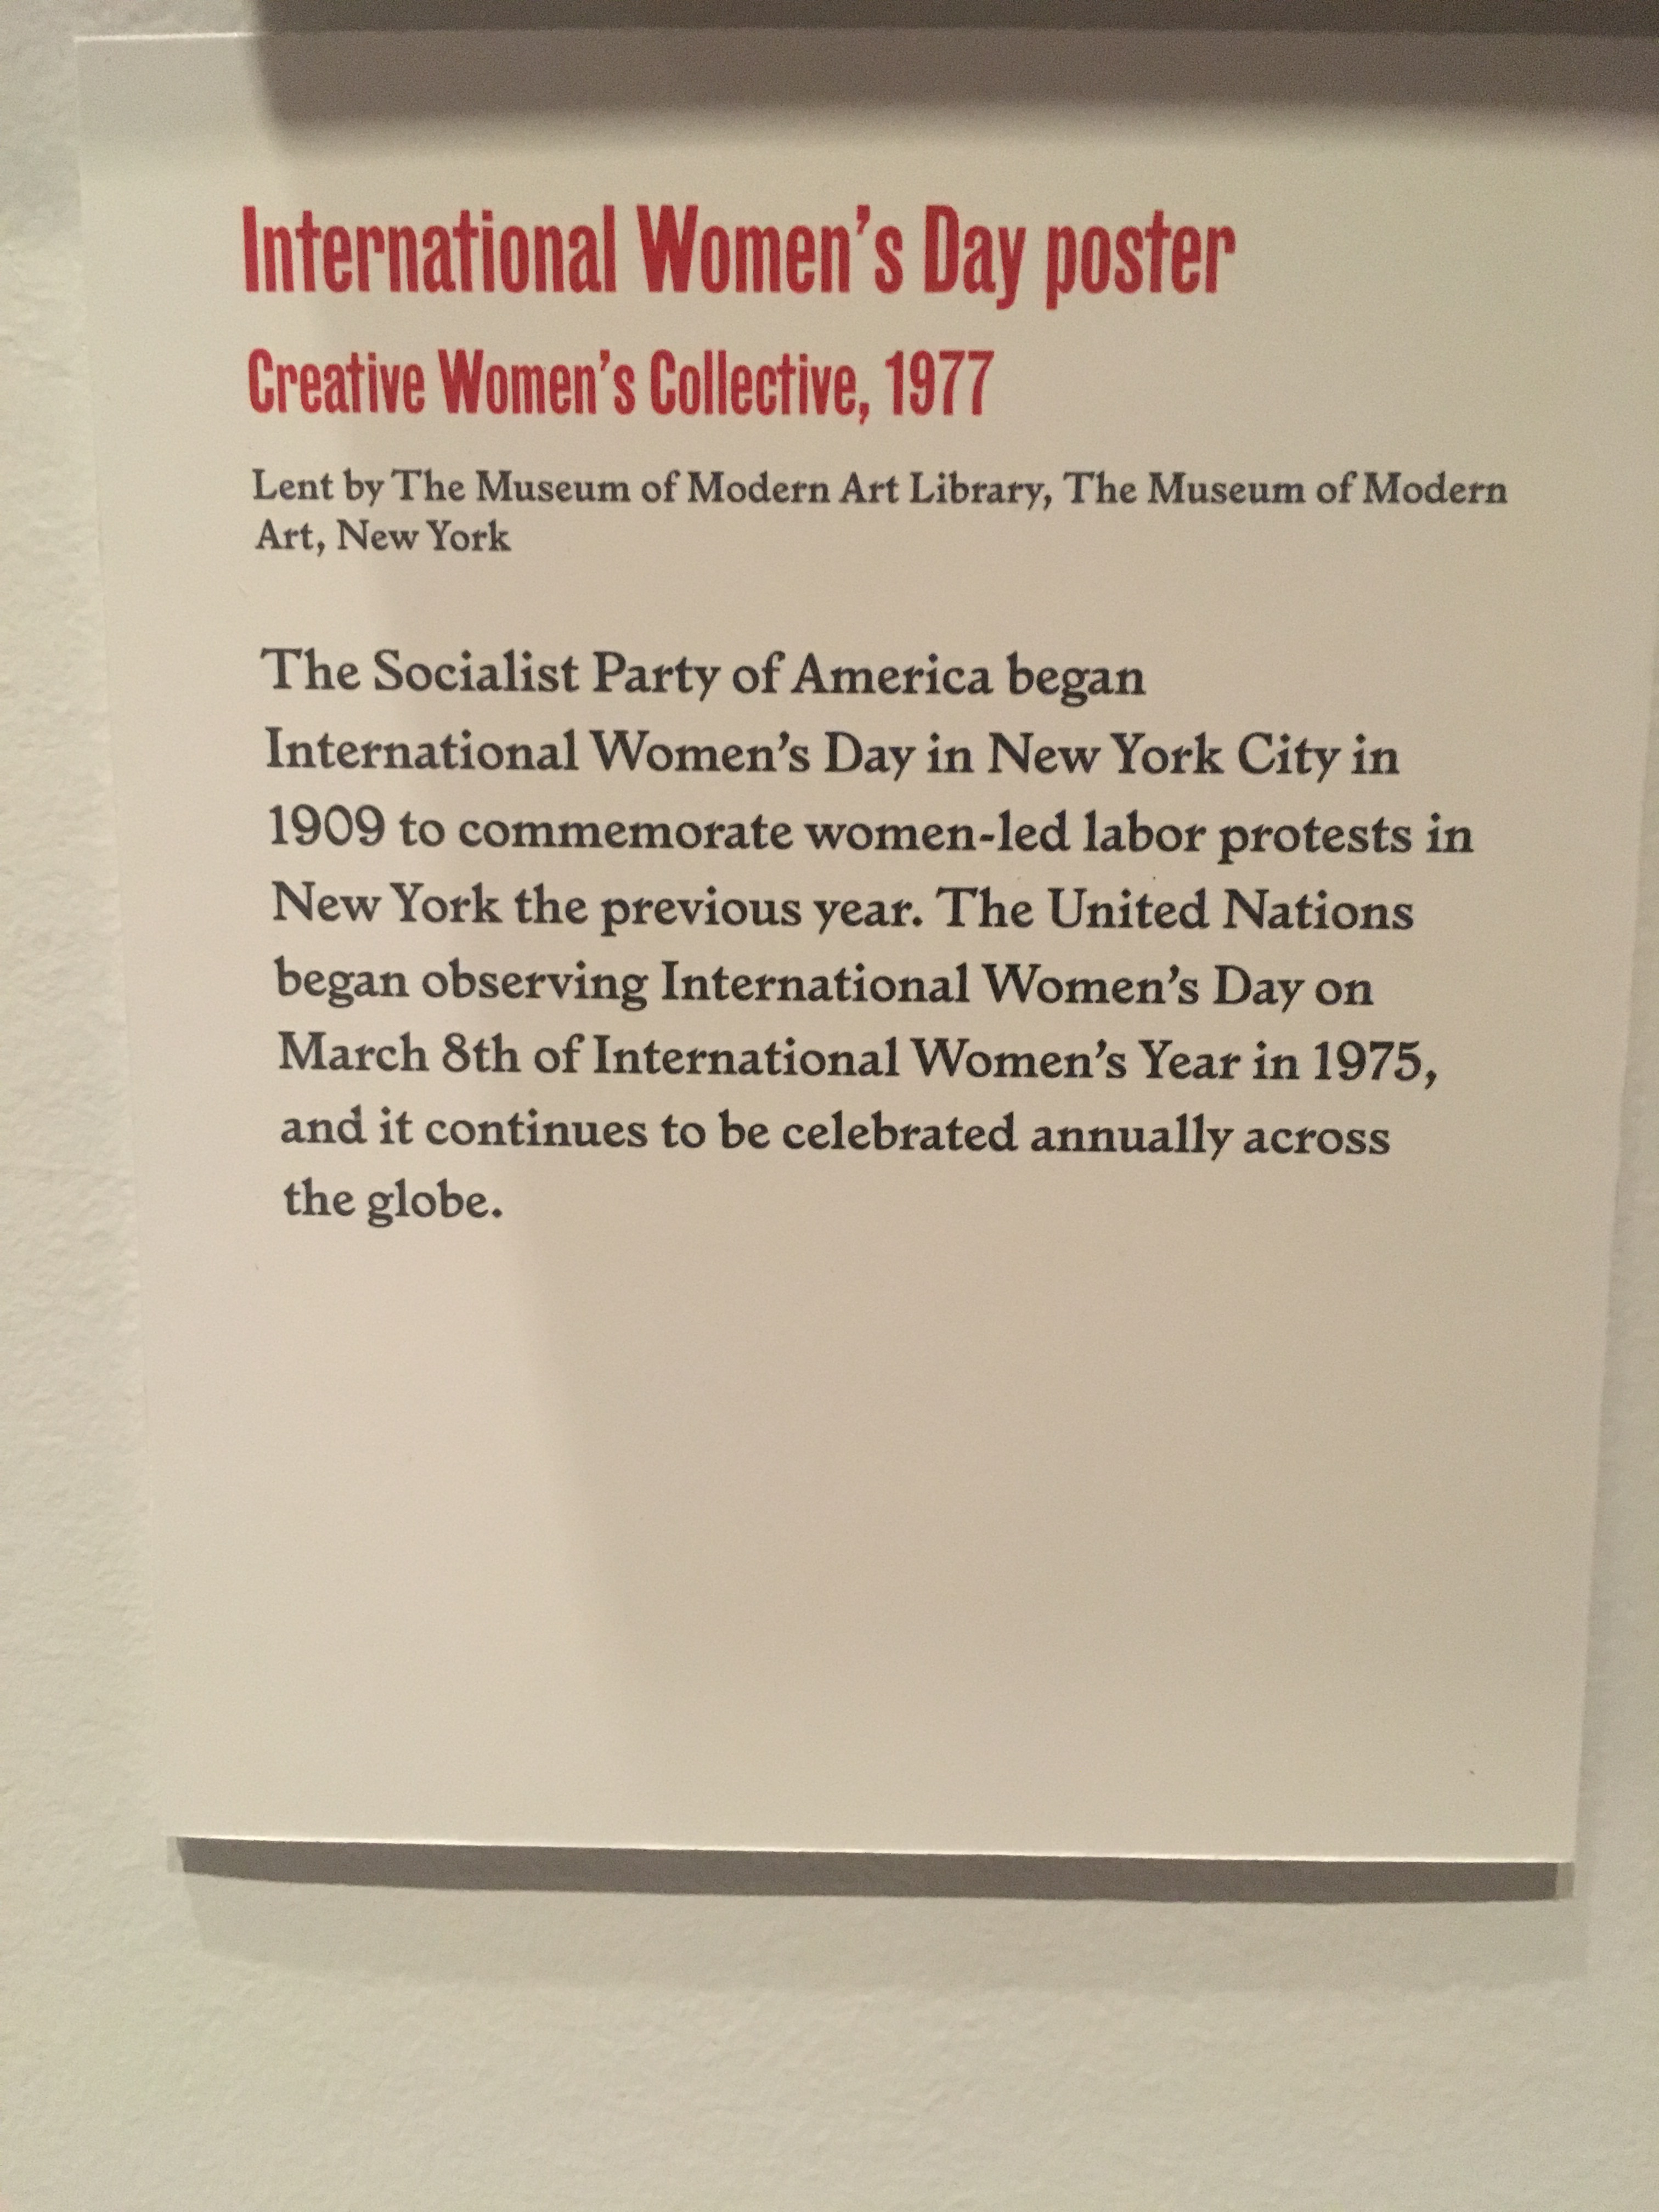 International Women’s Day poster
Creative Women’s Collective, 1977
Lent by The Museum of Modern Art Library, The Museum of Modern
Art, New York
The Socialist Party of America began
International Women’s Day in New York City in
1909 to commemorate women-led labor protests in
New York the previous year. The United Nations
began observing International Women’s Day on
March 8th of International Women’s Year in 1975,
and it continues to be celebrated annually across
the globe.